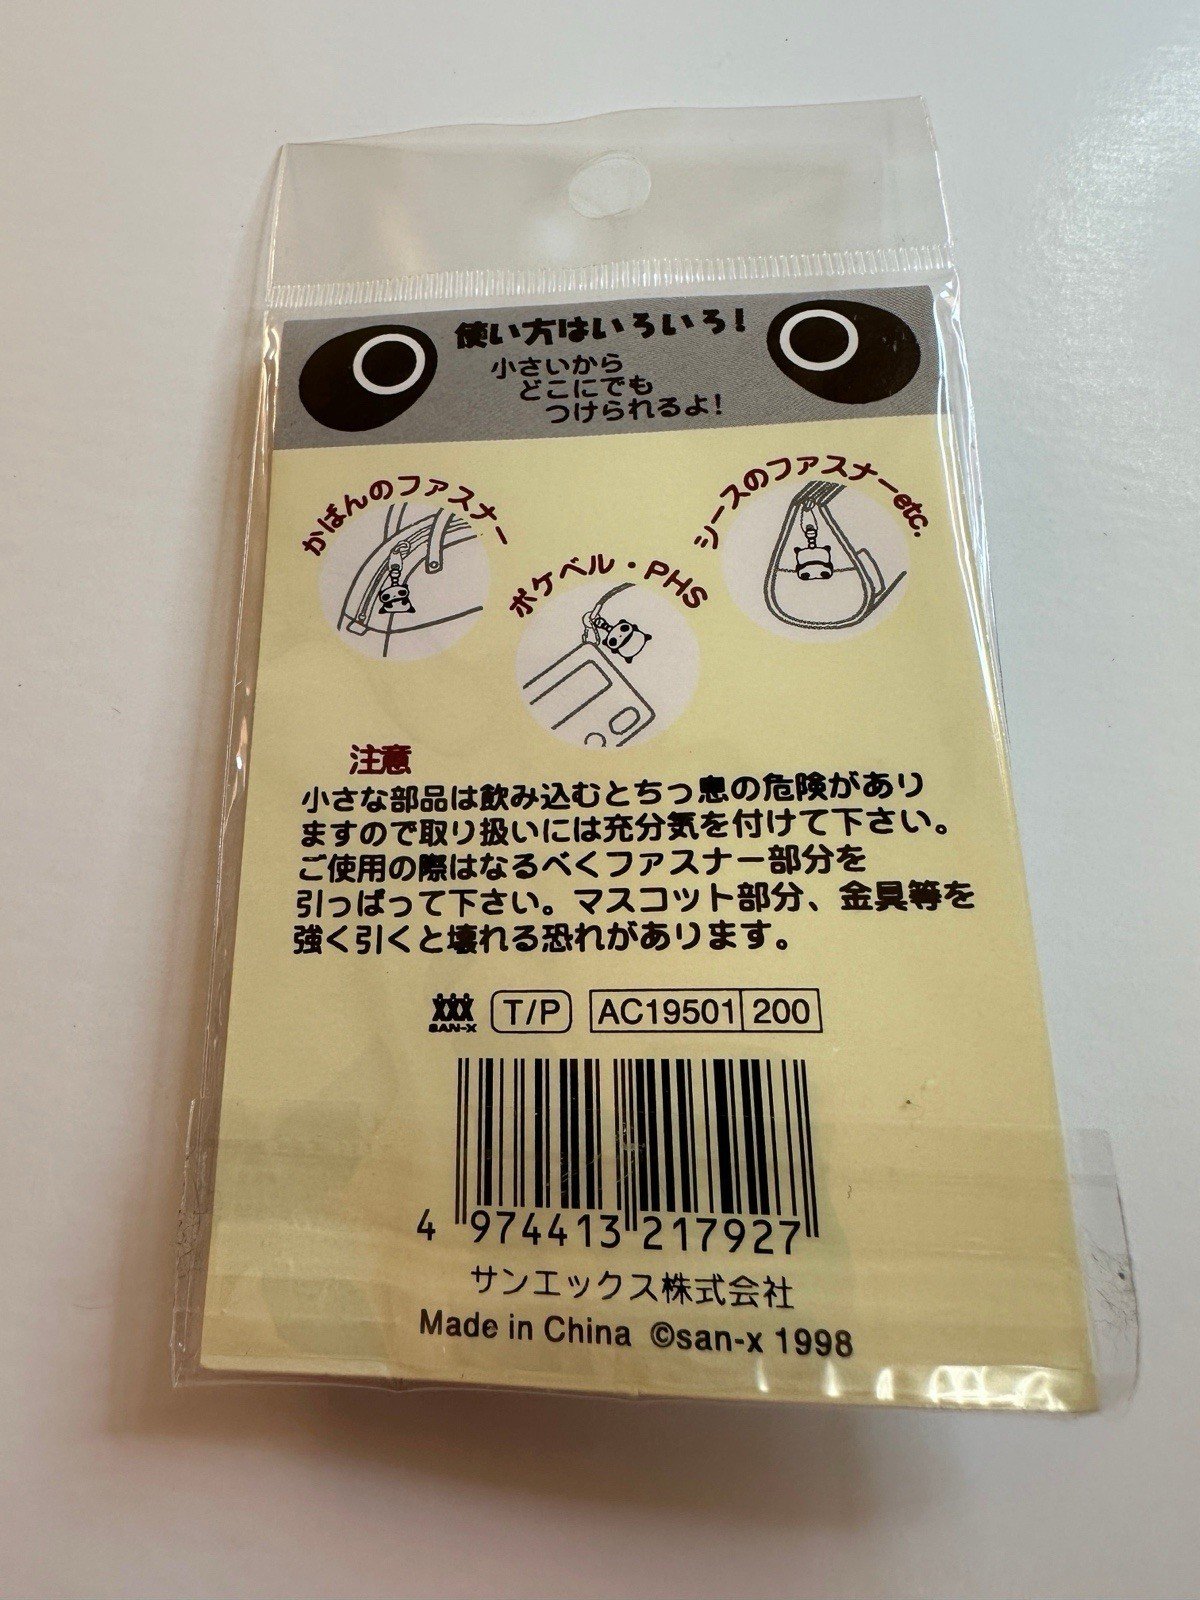 使い方はいろいろ!
小さいから
どこにでも
つけられるよ!
かばんのファスナー
ポケベル・PHS
シースのファスナーetc.
注意
小さな部品は飲み込むとちっ息の危険があり
ますので取り扱いには充分気を付けて下さい。
ご使用の際はなるべくファスナー部分を
引っぱって下さい。マスコット部分、金具等を
強く引くと壊れる恐れがあります。
SAN-X T/P AC19501 200
4 974413 217927
サンエックス株式会社
Made in China ©san-x 1998